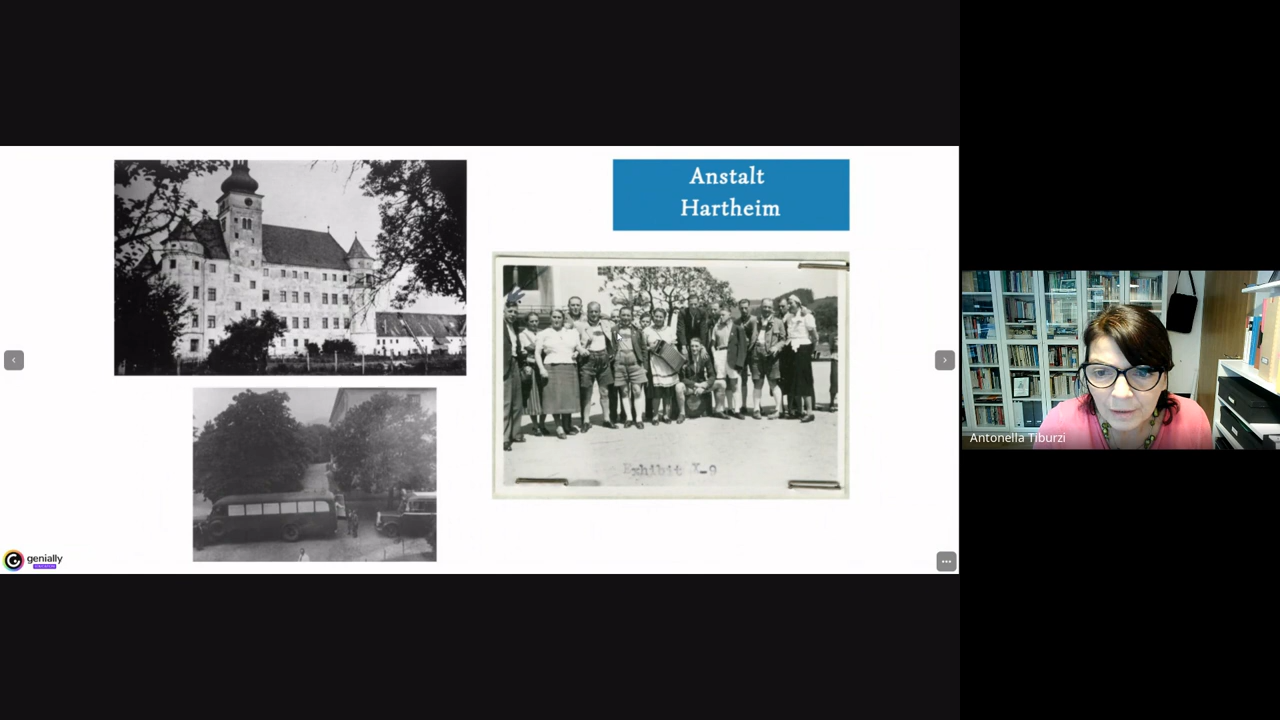 Anstalt
Hartheim
Exhibit X-9
genially
Antonella Tiburzi